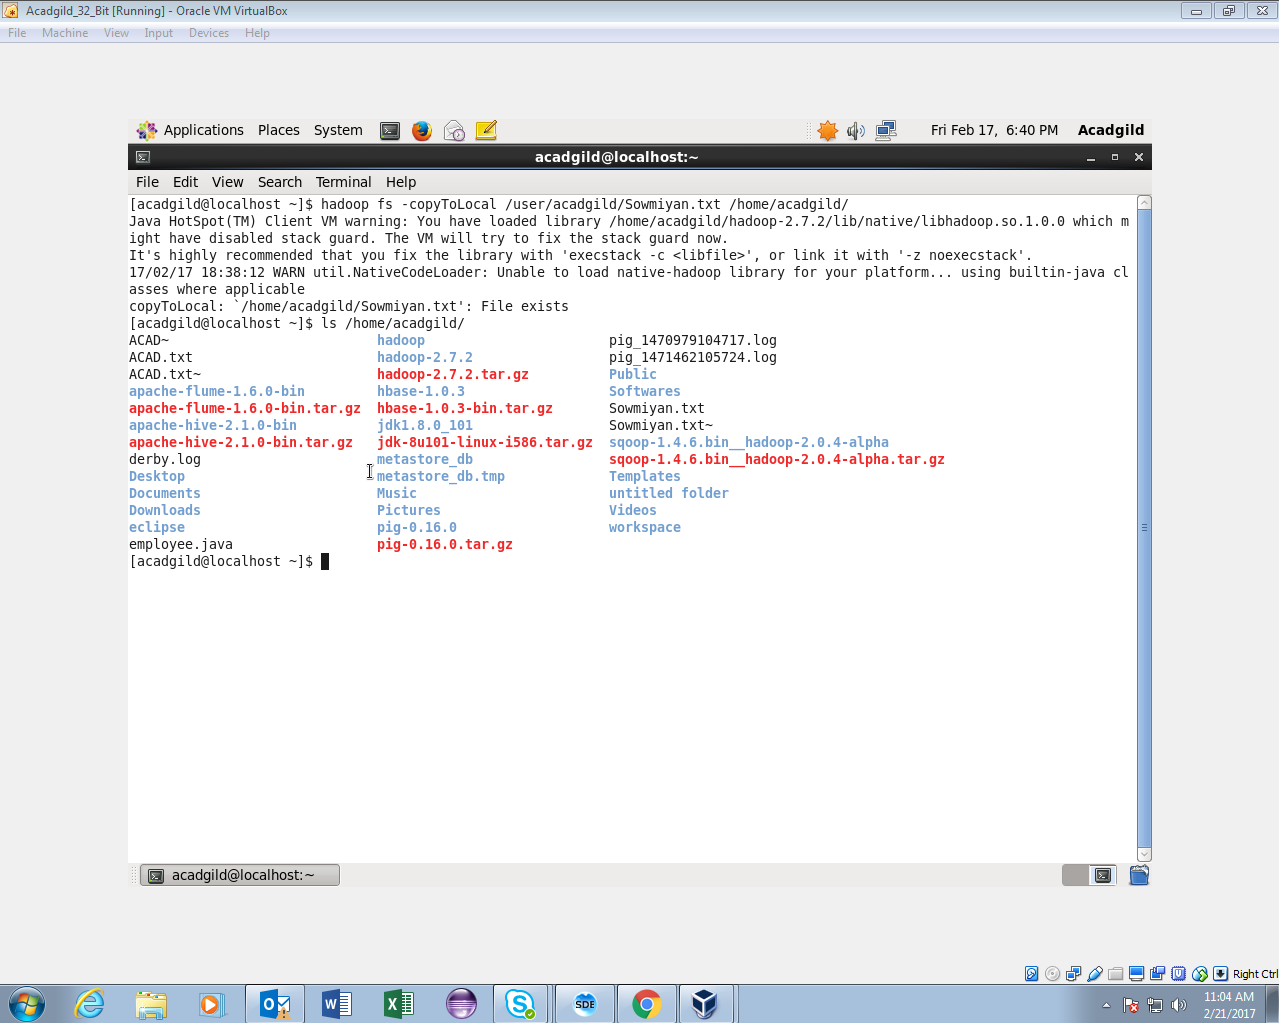 Acadgild_32_Bit [Running] - Oracle VM VirtualBox
File Machine View Input Devices Help
Applications Places System Fri Feb 17, 6:40 PM Acadgild
acadgild@localhost:~
File Edit View Search Terminal Help
[acadgild@localhost ~]$ hadoop fs -copyToLocal /user/acadgild/Sowmiyan.txt /home/acadgild/
Java HotSpot(TM) Client VM warning: You have loaded library /home/acadgild/hadoop-2.7.2/lib/native/libhadoop.so.1.0.0 which m
ight have disabled stack guard. The VM will try to fix the stack guard now.
It's highly recommended that you fix the library with 'execstack -c <libfile>', or link it with '-z noexecstack'.
17/02/17 18:38:12 WARN util.NativeCodeLoader: Unable to load native-hadoop library for your platform... using builtin-java cl
asses where applicable
copyToLocal: `/home/acadgild/Sowmiyan.txt': File exists
[acadgild@localhost ~]$ ls /home/acadgild/
ACAD~ hadoop pig_1470979104717.log
ACAD.txt hadoop-2.7.2 pig_1471462105724.log
ACAD.txt~ hadoop-2.7.2.tar.gz Public
apache-flume-1.6.0-bin hbase-1.0.3 Softwares
apache-flume-1.6.0-bin.tar.gz hbase-1.0.3-bin.tar.gz Sowmiyan.txt
apache-hive-2.1.0-bin jdk1.8.0_101 Sowmiyan.txt~
apache-hive-2.1.0-bin.tar.gz jdk-8u101-linux-i586.tar.gz sqoop-1.4.6.bin__hadoop-2.0.4-alpha
derby.log metastore_db sqoop-1.4.6.bin__hadoop-2.0.4-alpha.tar.gz
Desktop metastore_db.tmp Templates
Documents Music untitled folder
Downloads Pictures Videos
eclipse pig-0.16.0 workspace
employee.java pig-0.16.0.tar.gz
[acadgild@localhost ~]$
acadgild@localhost:~
Right Ctrl
SDE
11:04 AM
2/21/2017